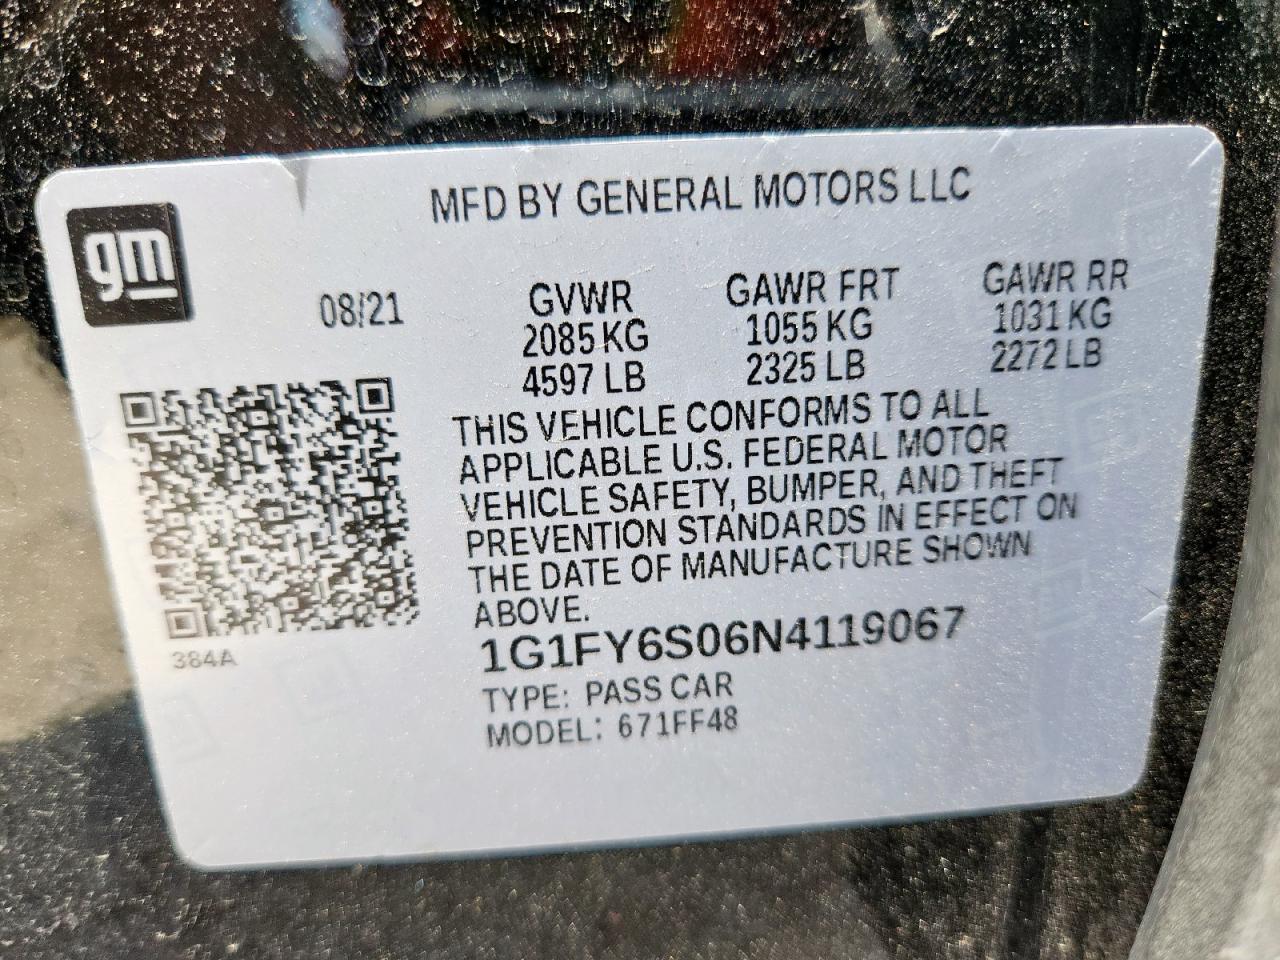 gm
MFD BY GENERAL MOTORS LLC
08/21
GVWR
2085 KG
4597 LB
GAWR FRT
1055 KG
2325 LB
GAWR RR
1031 KG
2272 LB
THIS VEHICLE CONFORMS TO ALL
APPLICABLE U.S. FEDERAL MOTOR
VEHICLE SAFETY, BUMPER, AND THEFT
PREVENTION STANDARDS IN EFFECT ON
THE DATE OF MANUFACTURE SHOWN
ABOVE.
384A
1G1FY6S06N4119067
TYPE: PASS CAR
MODEL: 671FF48